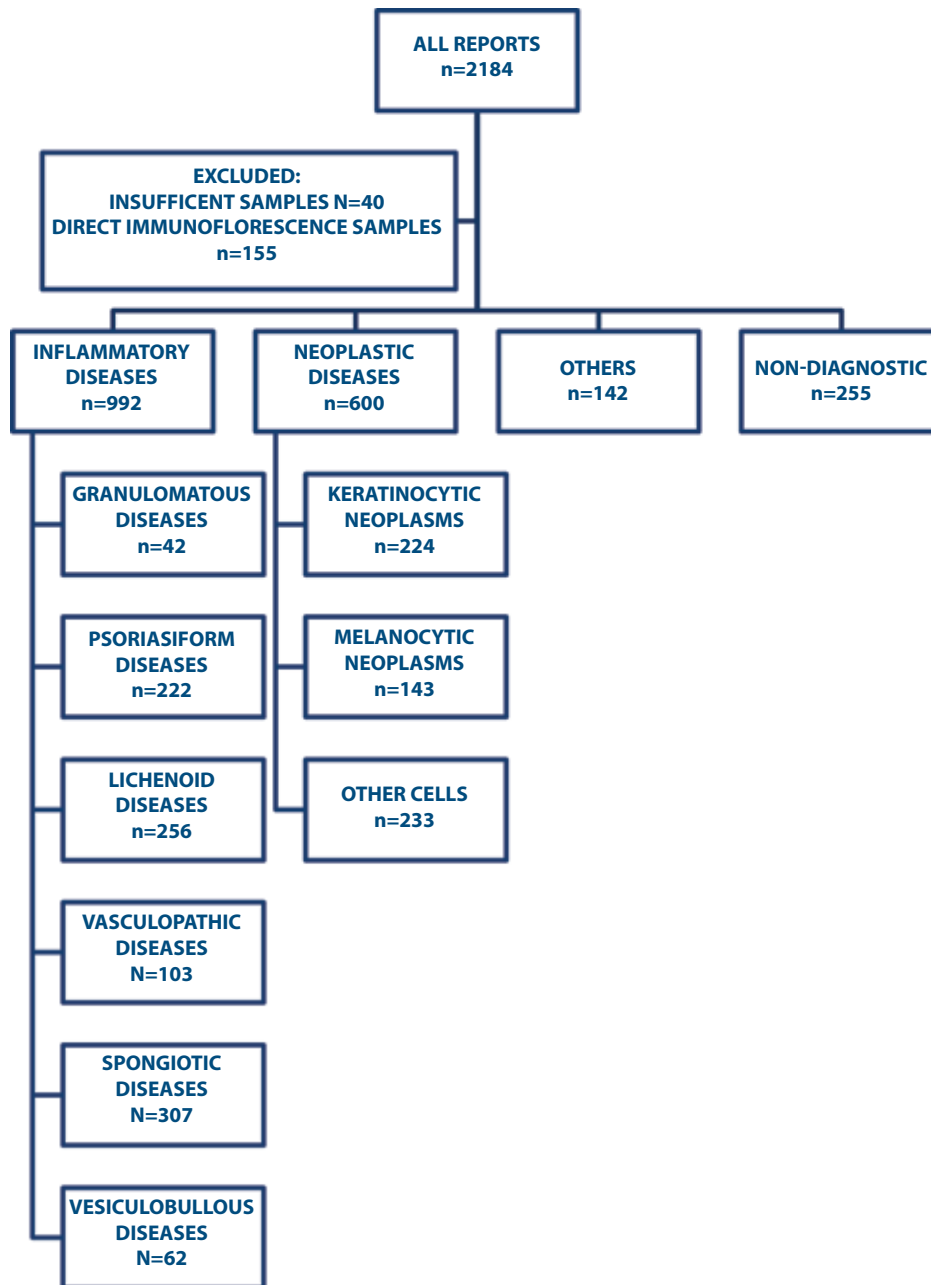 ALL REPORTS
n=2184
EXCLUDED:
INSUFFICENT SAMPLES N=40
DIRECT IMMUNOFLORESCENCE SAMPLES
n=155
INFLAMMATORY
DISEASES
n=992
NEOPLASTIC
DISEASES
n=600
OTHERS
n=142
NON-DIAGNOSTIC
n=255
GRANULOMATOUS
DISEASES
n=42
KERATINOCYTIC
NEOPLASMS
n=224
PSORIASIFORM
DISEASES
n=222
MELANOCYTIC
NEOPLASMS
n=143
LICHENOID
DISEASES
n=256
OTHER CELLS
n=233
VASCULOPATHIC
DISEASES
N=103
SPONGIOTIC
DISEASES
N=307
VESICULOBULLOUS
DISEASES
N=62